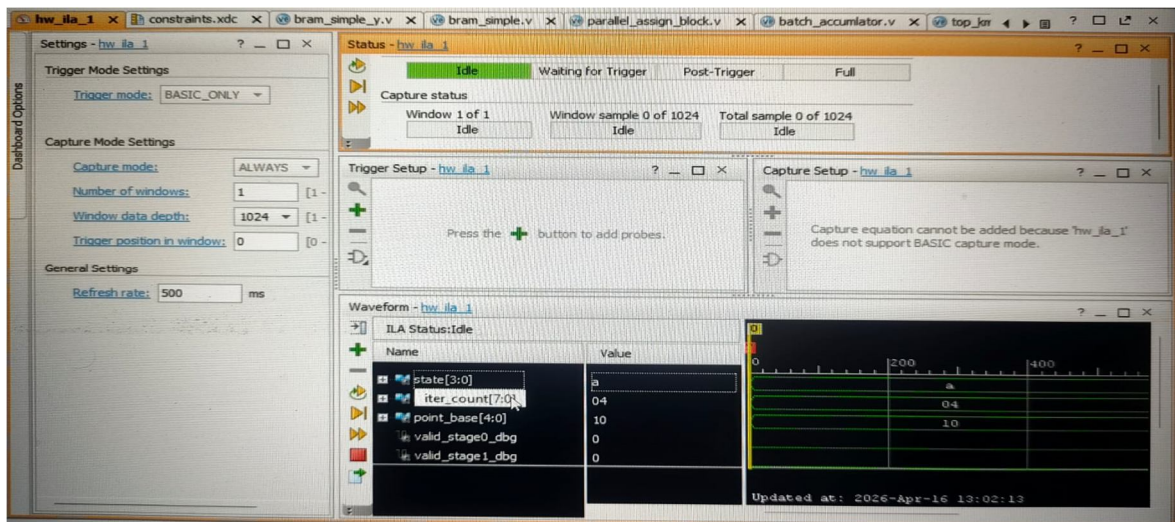 hw_ila_1 constraints.xdc bram_simple_y.v bram_simple.v parallel_assign_block.v batch_accumlator.v
Dashboard Options
Settings - hw_ila_1
Trigger Mode Settings
Trigger mode: BASIC_ONLY
Capture Mode Settings
Capture mode: ALWAYS
Number of windows: 1 [1 -
Window data depth: 1024 [1 -
Trigger position in window: 0 [0 -
General Settings
Refresh rate: 500 ms
Status - hw_ila_1
Idle Waiting for Trigger Post-Trigger Full
Capture status
Window 1 of 1 Window sample 0 of 1024 Total sample 0 of 1024
Idle Idle Idle
Trigger Setup - hw_ila_1
Press the button to add probes.
Capture Setup - hw_ila_1
Capture equation cannot be added because 'hw_ila_1'
does not support BASIC capture mode.
Waveform - hw_ila_1
ILA Status:Idle
Name Value
state[3:0] a
iter_count[7:0] 04
point_base[4:0] 10
valid_stage0_dbg 0
valid_stage1_dbg 0
0
0 200 400
a
04
10
Updated at: 2026-Apr-16 13:02:13